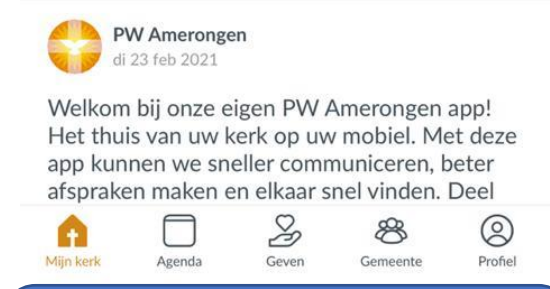 PW Amerongen
di 23 feb 2021
Welkom bij onze eigen PW Amerongen app!
Het thuis van uw kerk op uw mobiel. Met deze
app kunnen we sneller communiceren, beter
afspraken maken en elkaar snel vinden. Deel
Mijn kerk Agenda Geven Gemeente Profiel